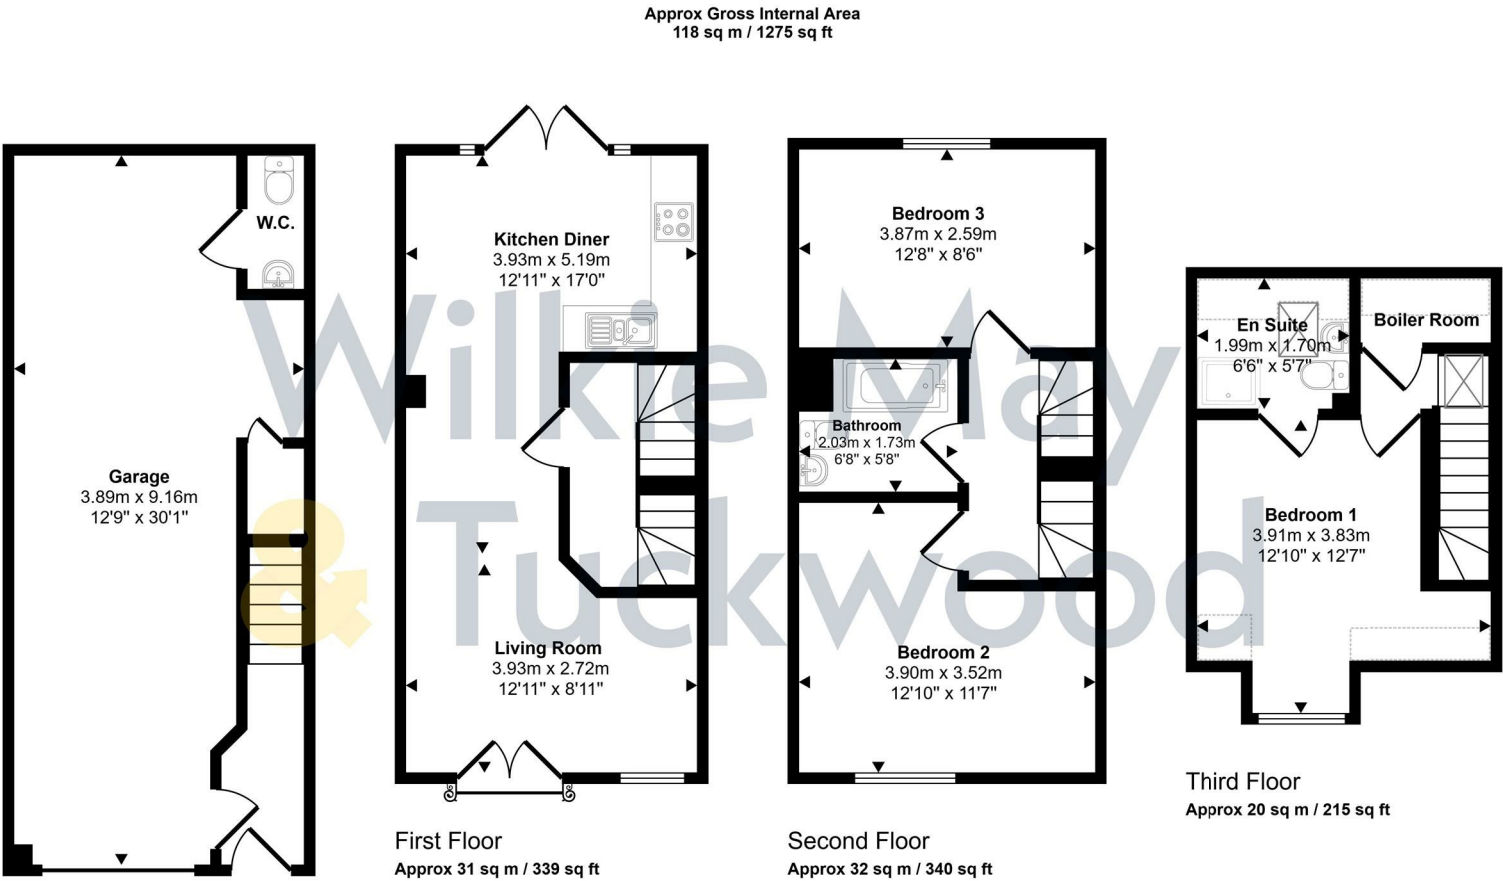 Approx Gross Internal Area
118 sq m / 1275 sq ft
W.C.
Garage
3.89m x 9.16m
12'9" x 30'1"
Kitchen Diner
3.93m x 5.19m
12'11" x 17'0"
Living Room
3.93m x 2.72m
12'11" x 8'11"
First Floor
Approx 31 sq m / 339 sq ft
Bedroom 3
3.87m x 2.59m
12'8" x 8'6"
Bathroom
2.03m x 1.73m
6'8" x 5'8"
Bedroom 2
3.90m x 3.52m
12'10" x 11'7"
Second Floor
Approx 32 sq m / 340 sq ft
En Suite
1.99m x 1.70m
6'6" x 5'7"
Boiler Room
Bedroom 1
3.91m x 3.83m
12'10" x 12'7"
Third Floor
Approx 20 sq m / 215 sq ft
Wilkie May
& Tuckwood